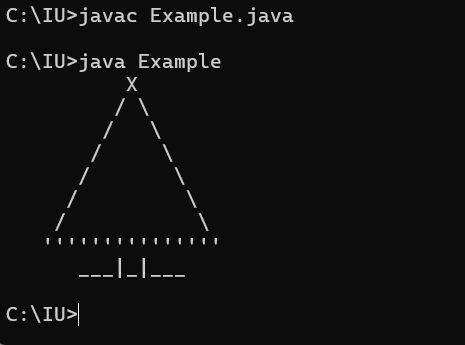 C:\IU>javac Example.java

C:\IU>java Example
          X
         / \
        /   \
       /     \
      /       \
     /         \
    /           \
   '''''''''''''''
      ___|_|___

C:\IU>